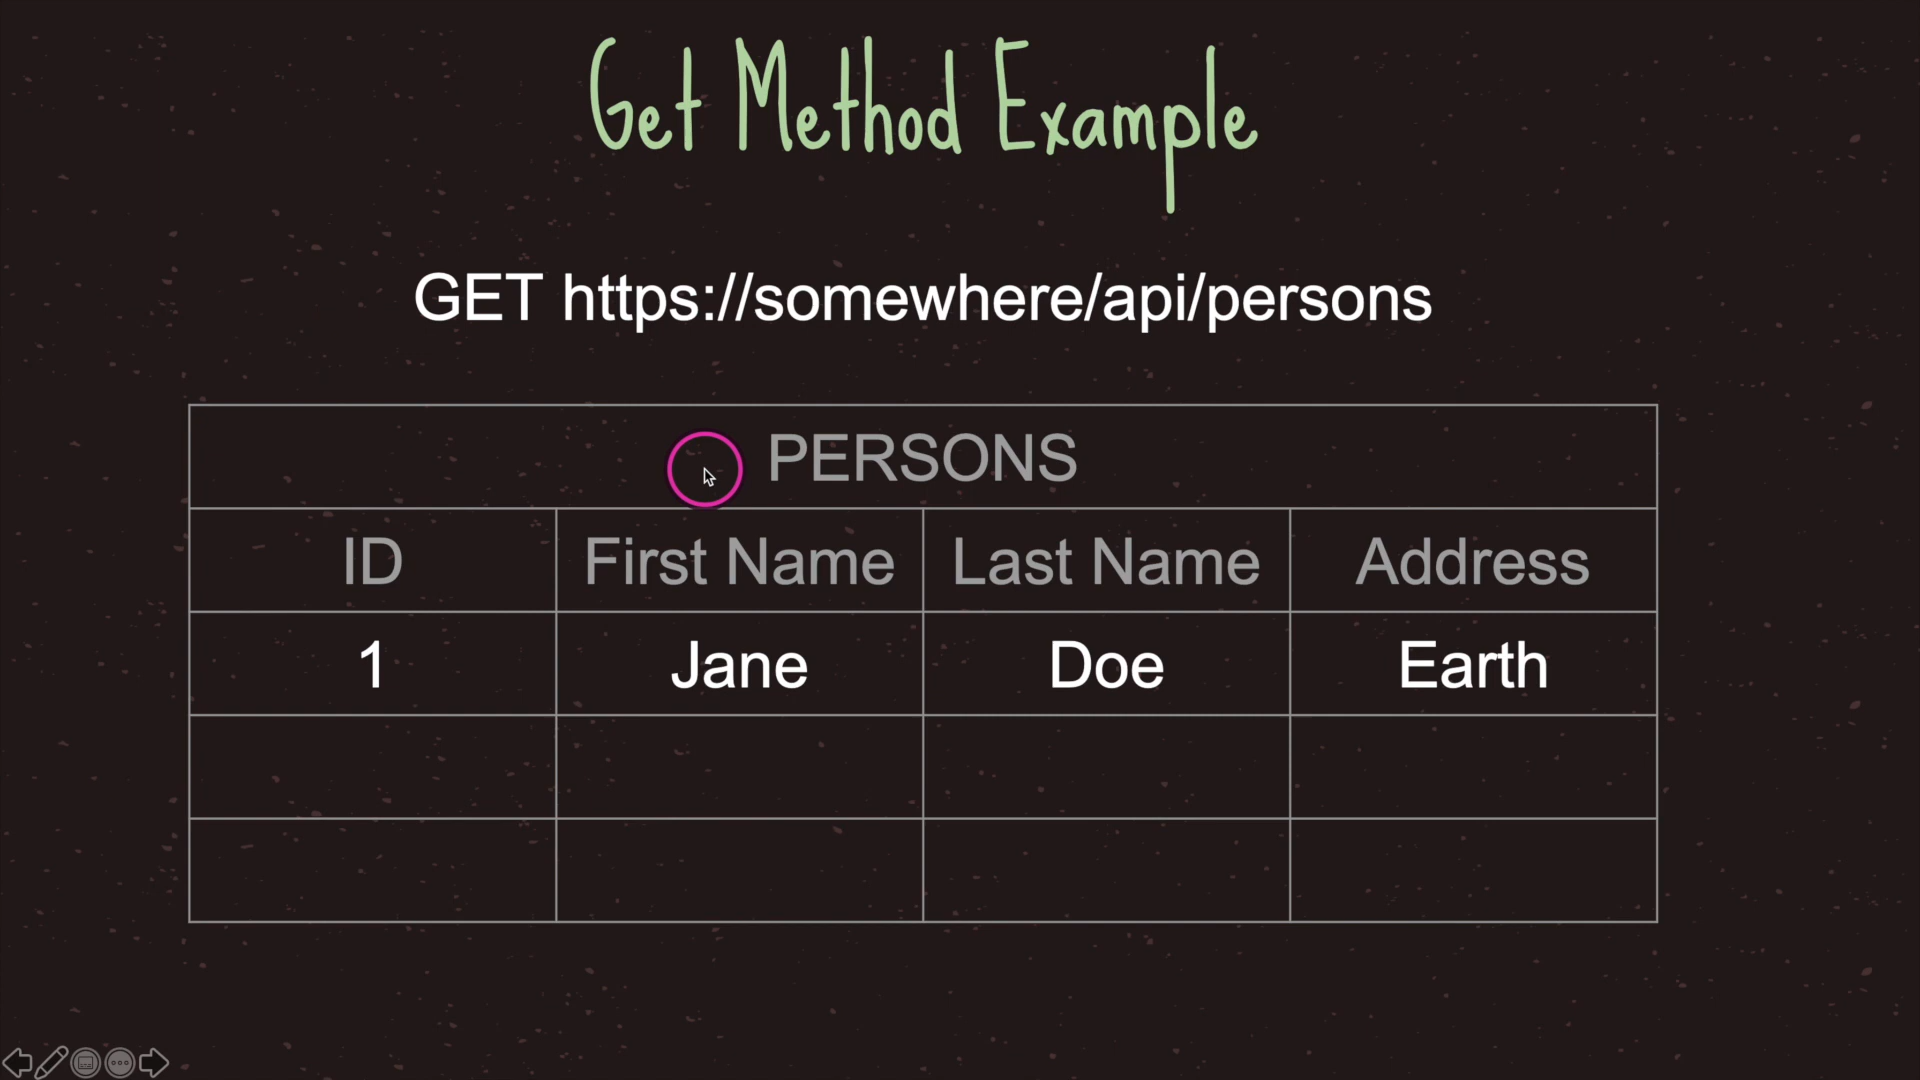 Get Method Example
GET https://somewhere/api/persons
PERSONS
ID First Name Last Name Address
1 Jane Doe Earth